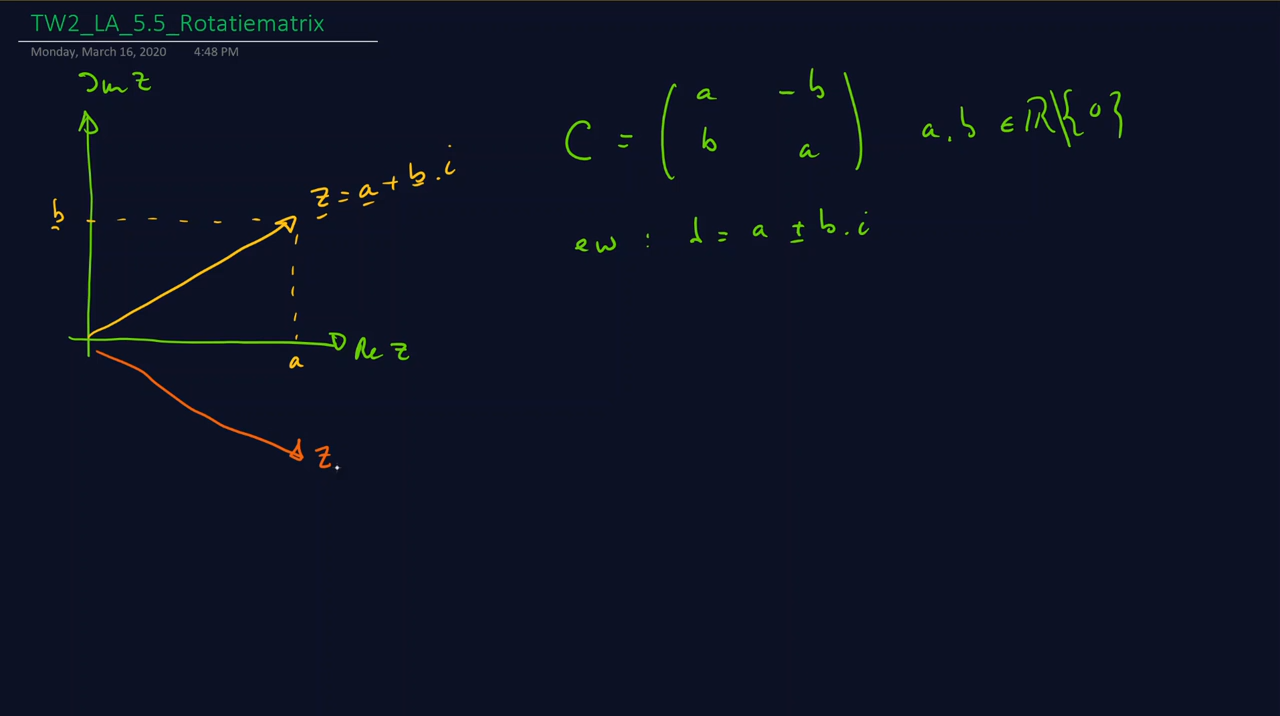 TW2_LA_5.5_Rotatiematrix
Monday, March 16, 2020 4:48 PM
Im z
b
z = a + b . i
a
Re z
z
C = ( a -b
b a ) a, b ∈ ℝ\{0}
ew : λ = a ± b . i